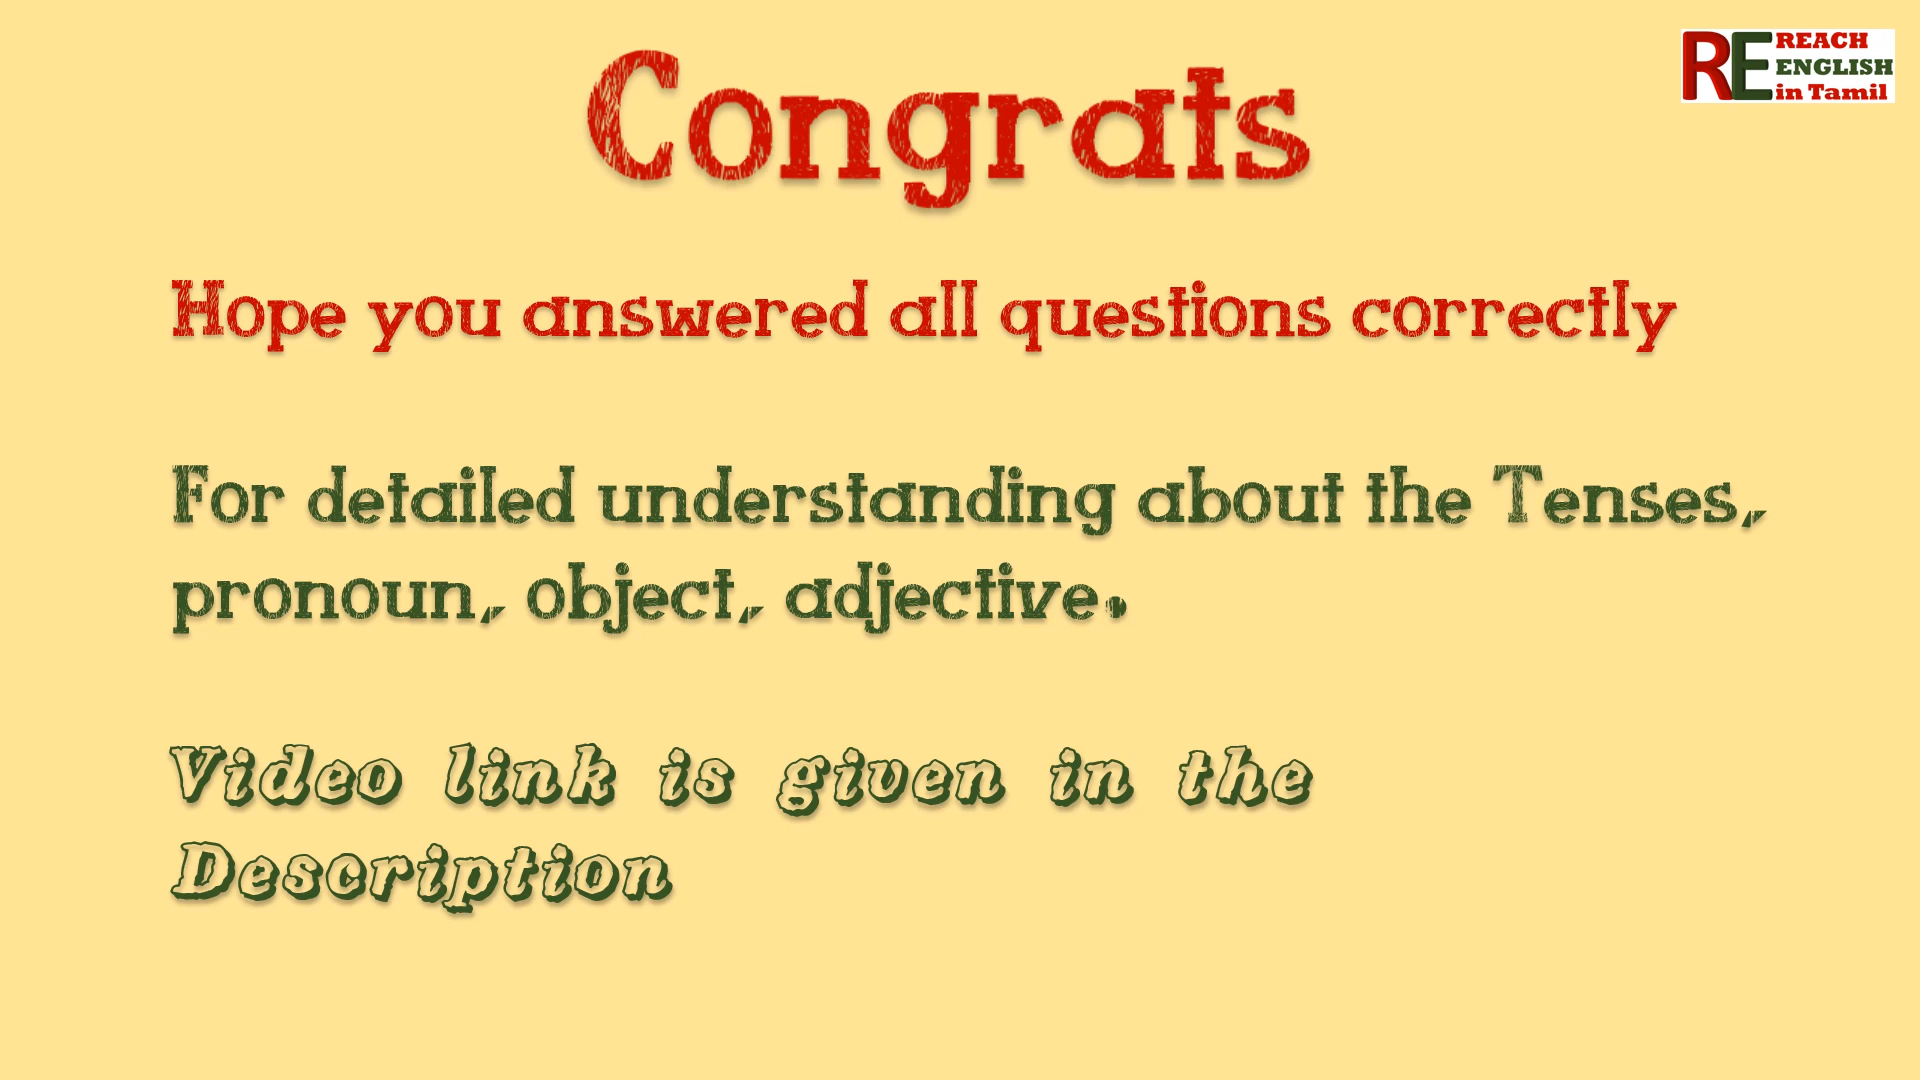 Congrats
RE REACH
ENGLISH
in Tamil
Hope you answered all questions correctly
For detailed understanding about the Tenses,
pronoun, object, adjective.
Video link is given in the
Description